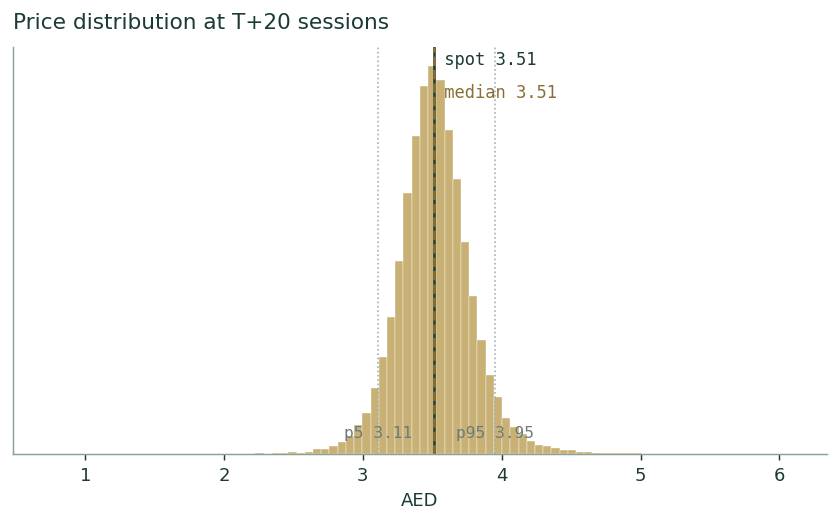 Price distribution at T+20 sessions
spot 3.51
median 3.51
p5 3.11
p95 3.95
1 2 3 4 5 6
AED